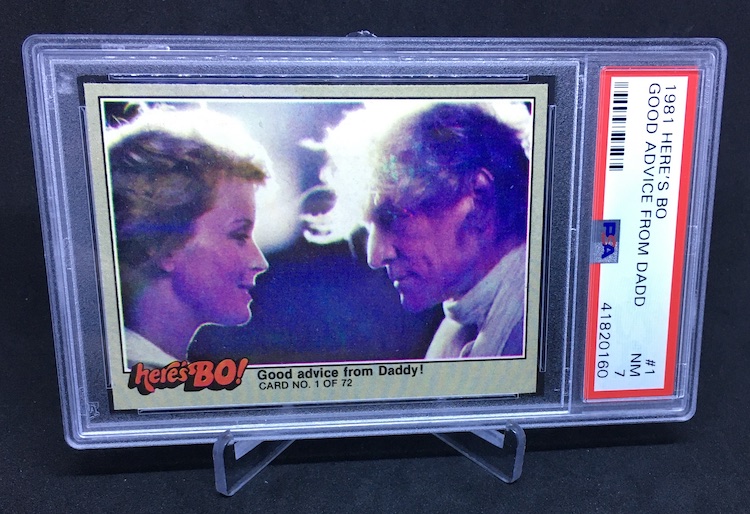 here's BO!
Good advice from Daddy!
CARD NO. 1 OF 72
1981 HERE'S BO
GOOD ADVICE FROM DADD
PSA
#1
NM
7
41820160